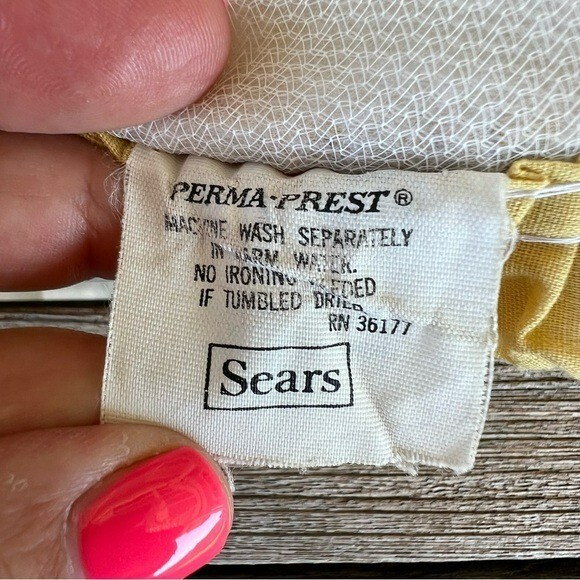 PERMA·PREST®
MACHINE WASH SEPARATELY
IN WARM WATER.
NO IRONING NEEDED
IF TUMBLED DRIED
RN 36177
Sears